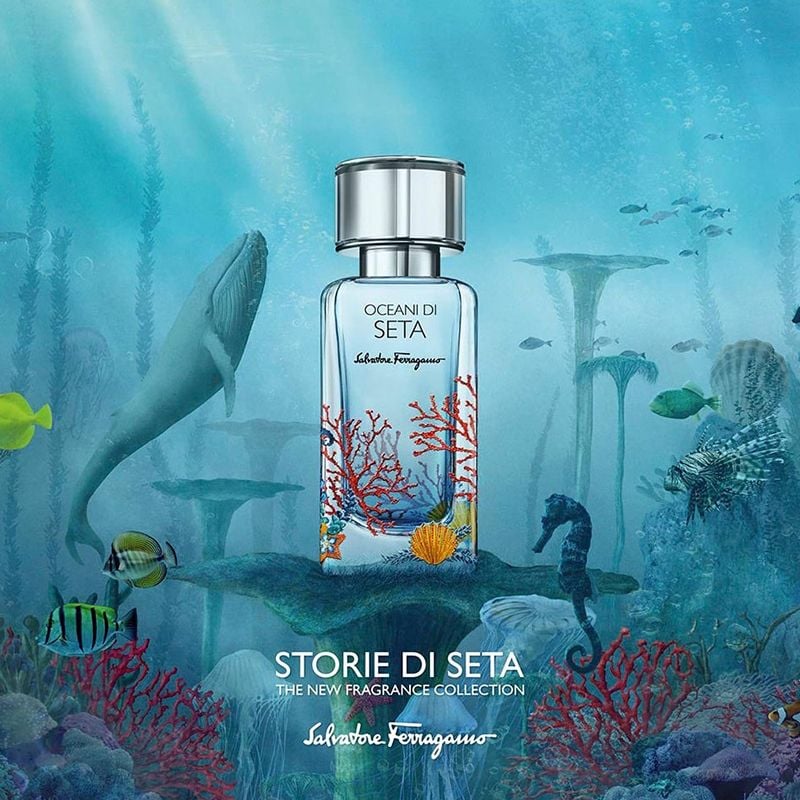 OCEANI DI
SETA
Salvatore Ferragamo
STORIE DI SETA
THE NEW FRAGRANCE COLLECTION
Salvatore Ferragamo